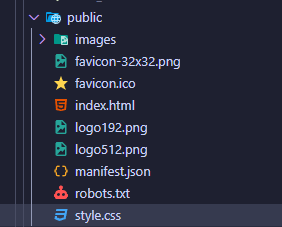 public
images
favicon-32x32.png
favicon.ico
index.html
logo192.png
logo512.png
manifest.json
robots.txt
style.css